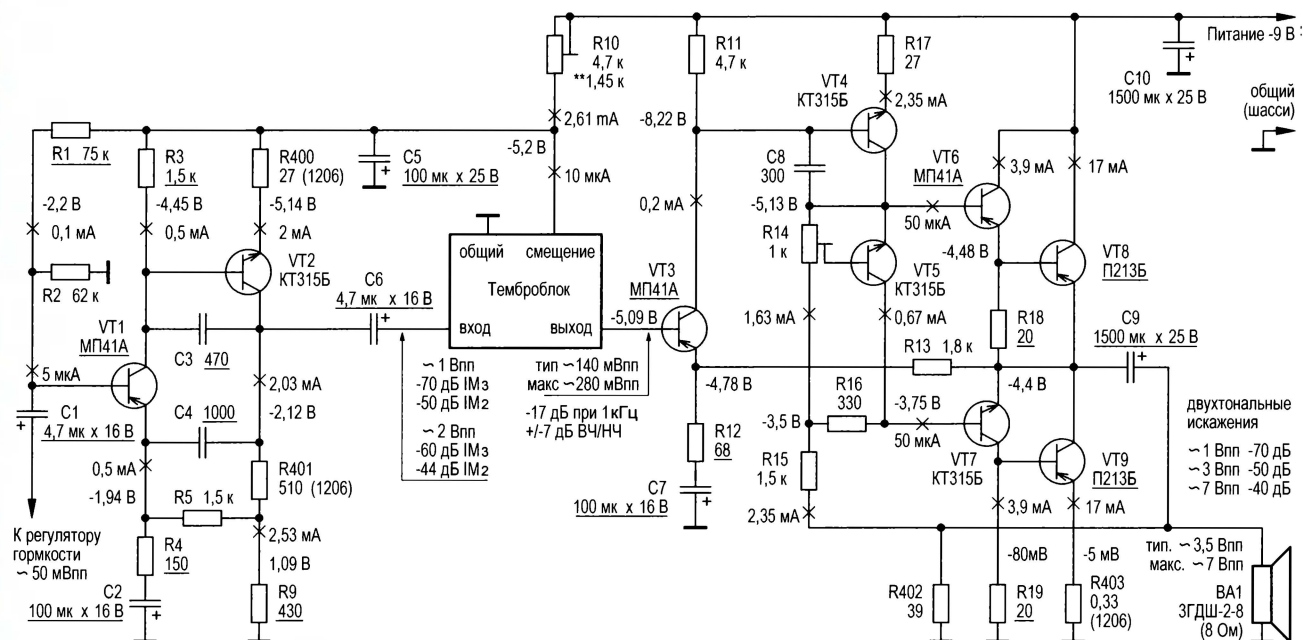 Питание -9 В
R10
4,7 к
**1,45 к
R11
4,7 к
R17
27
C10
1500 мк x 25 В
общий
(шасси)
VT4
КТ315Б
2,35 мА
2,61 mA
-8,22 В
R1 75 к
R3
1,5 к
R400
27 (1206)
C5
100 мк x 25 В
-5,2 В
10 мкА
C8
300
VT6
МП41А
3,9 мА
17 мА
-2,2 В
0,1 мА
-4,45 В
0,5 мА
-5,14 В
2 мА
0,2 мА
-5,13 В
50 мкА
R14
1 к
-4,48 В
VT8
П213Б
R2 62 к
VT2
КТ315Б
C6
4,7 мк x 16 В
общий смещение
Темброблок
вход выход
VT3
МП41А
-5,09 В
VT5
КТ315Б
1,63 мА
0,67 мА
R18
20
C9
1500 мк x 25 В
VT1
МП41А
C3 470
5 мкА
R13 1,8 к
-4,78 В
-4,4 В
2,03 мА
-2,12 В
C1
4,7 мк x 16 В
C4 1000
~ 1 Впп
-70 дБ IM3
-50 дБ IM2
~ 2 Впп
-60 дБ IM3
-44 дБ IM2
тип ~140 мВпп
макс ~280 мВпп
-17 дБ при 1кГц
+/-7 дБ ВЧ/НЧ
R16
330
-3,75 В
-3,5 В
50 мкА
VT7
КТ315Б
VT9
П213Б
двухтональные
искажения
~ 1 Впп -70 дБ
~ 3 Впп -50 дБ
~ 7 Впп -40 дБ
R12
68
0,5 мА
-1,94 В
R401
510 (1206)
R5 1,5 к
R15
1,5 к
C7
100 мк x 16 В
2,35 мА
3,9 мА
17 мА
2,53 мА
1,09 В
К регулятору
гормкости
~ 50 мВпп
R4
150
C2
100 мк x 16 В
R9
430
-80мВ
-5 мВ
тип. ~ 3,5 Впп
макс. ~ 7 Впп
R402
39
R19
20
R403
0,33
(1206)
BA1
3ГДШ-2-8
(8 Ом)